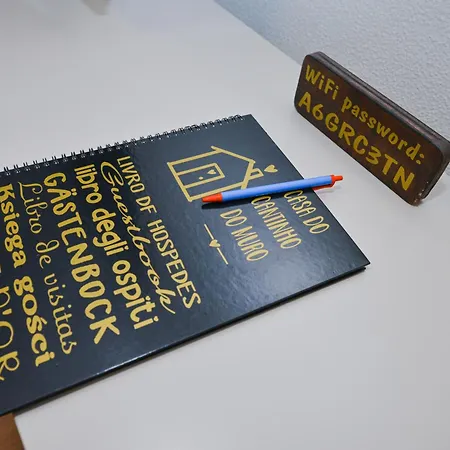 WiFi password:
A6GRC3TN
CASA DO
CANTINHO
DO MURO
LIVRO DE HOSPEDES
Guestbook
libro degli ospiti
GÄSTENBOCK
Libro de visitas
Księga gości
D'OR